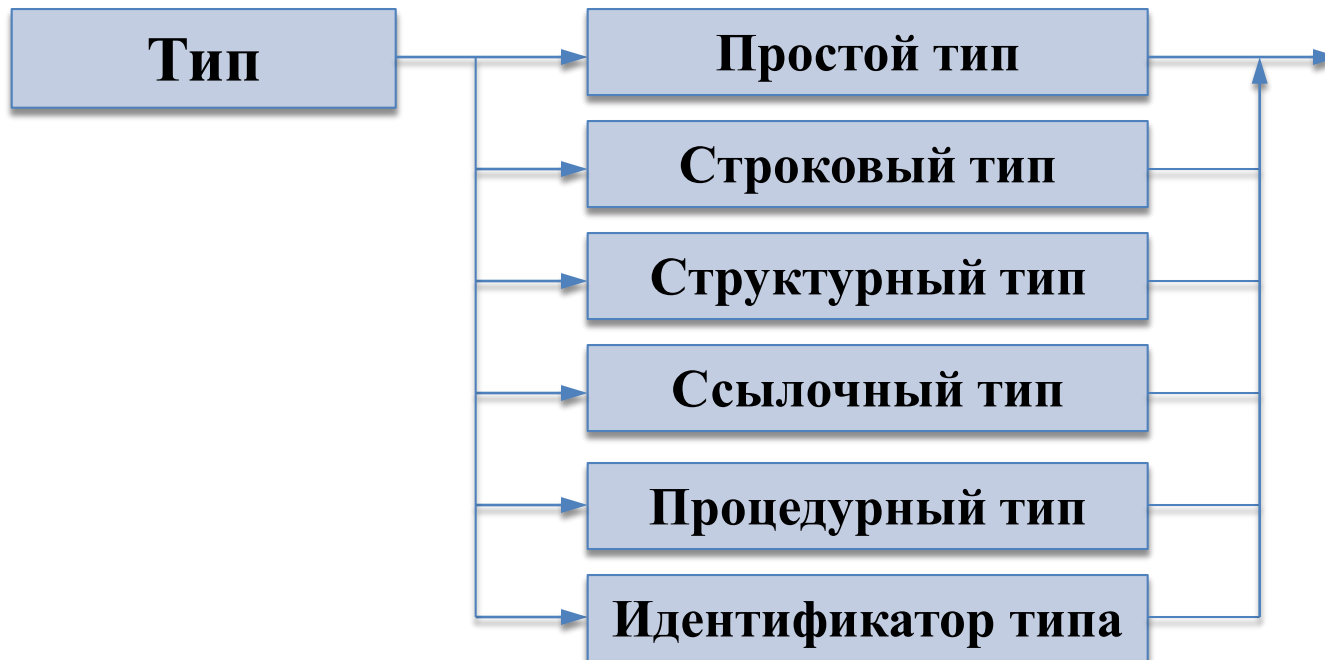 Тип
Простой тип
Строковый тип
Структурный тип
Ссылочный тип
Процедурный тип
Идентификатор типа